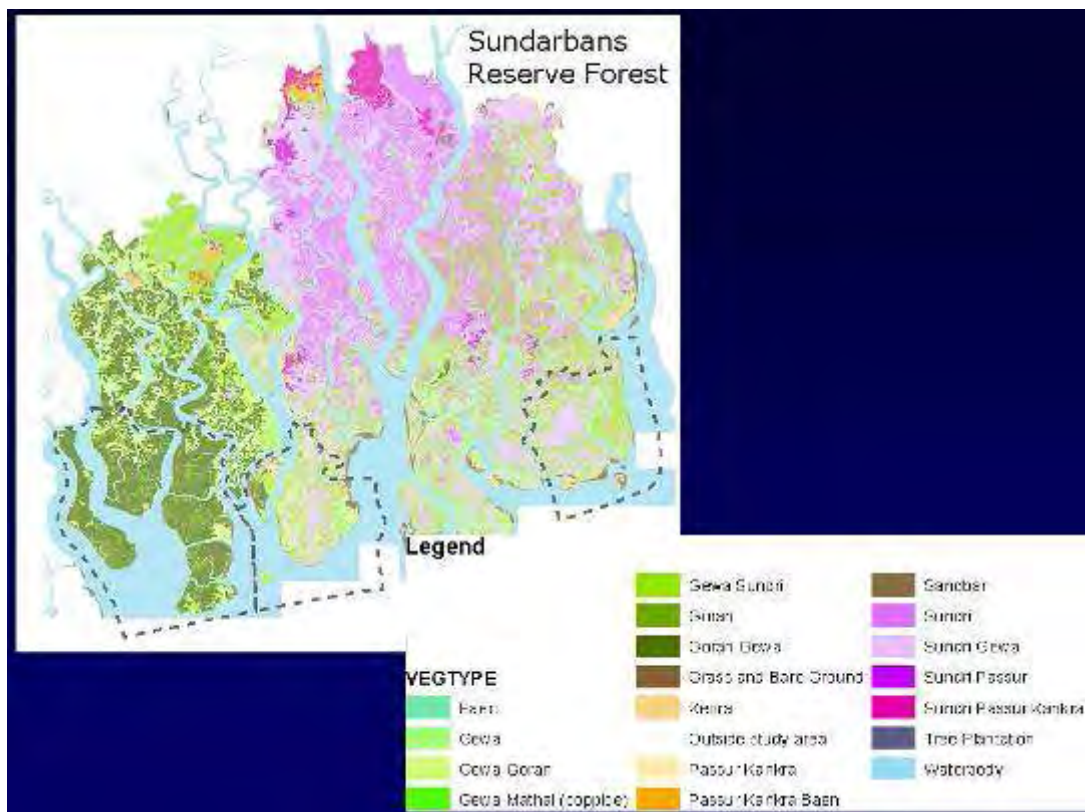 Sundarbans
Reserve Forest
Legend
VEGTYPE
Baen
Gewa
Gewa Goran
Gewa Mathal (coppice)
Gewa Sundri
Goran
Goran Gewa
Grass and Bare Ground
Keora
Outside study area
Passur Kankra
Passur Kankra Baen
Sandbar
Sundri
Sundri Gewa
Sundri Passur
Sundri Passur Kankra
Tree Plantation
Waterbody